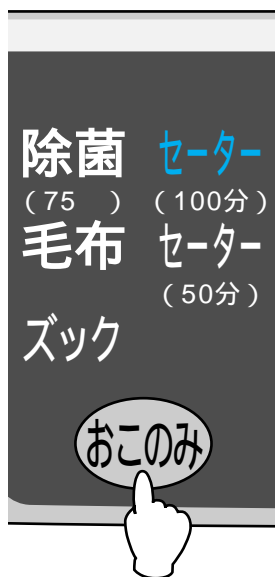 除菌 セーター
(75 ) (100分)
毛布 セーター
(50分)
ズック
おこのみ